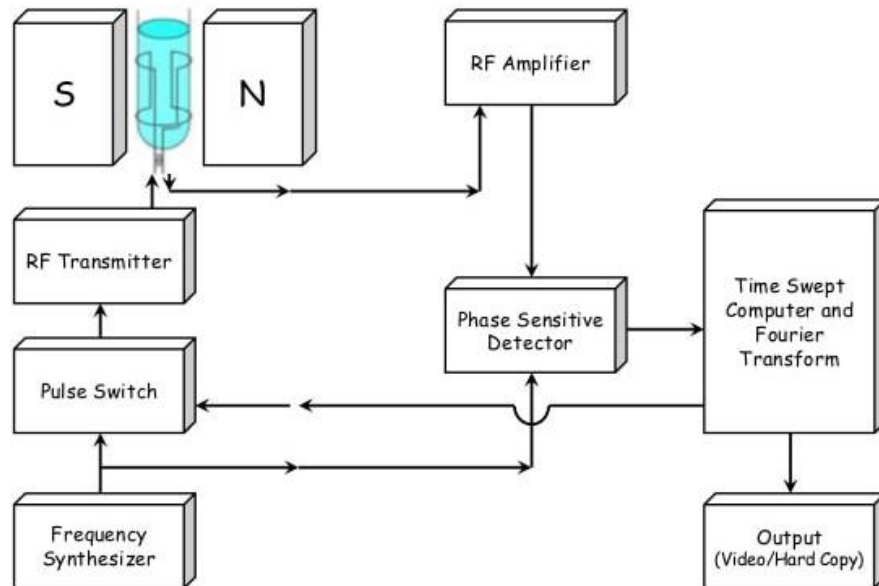 S
N
RF Amplifier
RF Transmitter
Phase Sensitive
Detector
Time Swept
Computer and
Fourier
Transform
Pulse Switch
Frequency
Synthesizer
Output
(Video/Hard Copy)